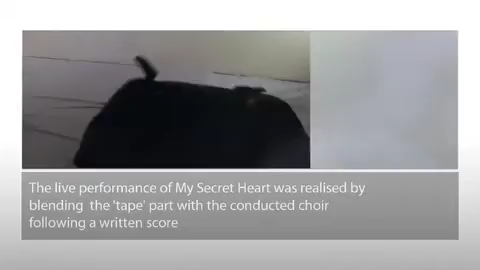 The live performance of My Secret Heart was realised by
blending the 'tape' part with the conducted choir
following a written score